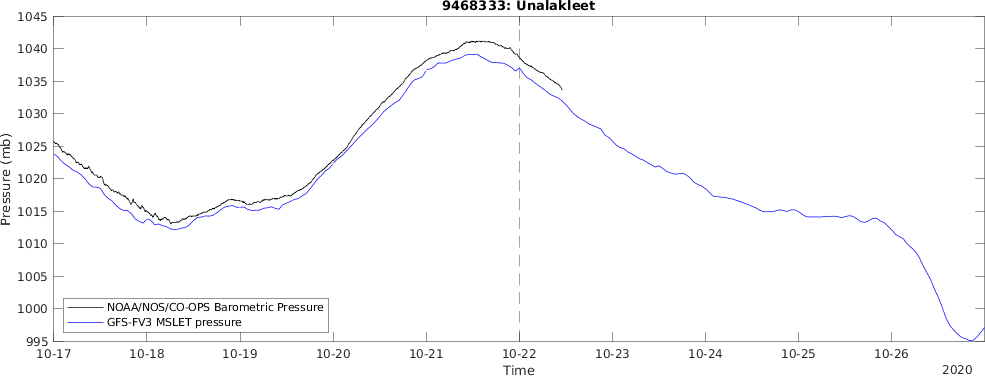 9468333: Unalakleet
Pressure (mb)
1045
1040
1035
1030
1025
1020
1015
1010
1005
1000
995
NOAA/NOS/CO-OPS Barometric Pressure
GFS-FV3 MSLET pressure
10-17 10-18 10-19 10-20 10-21 10-22 10-23 10-24 10-25 10-26
Time
2020